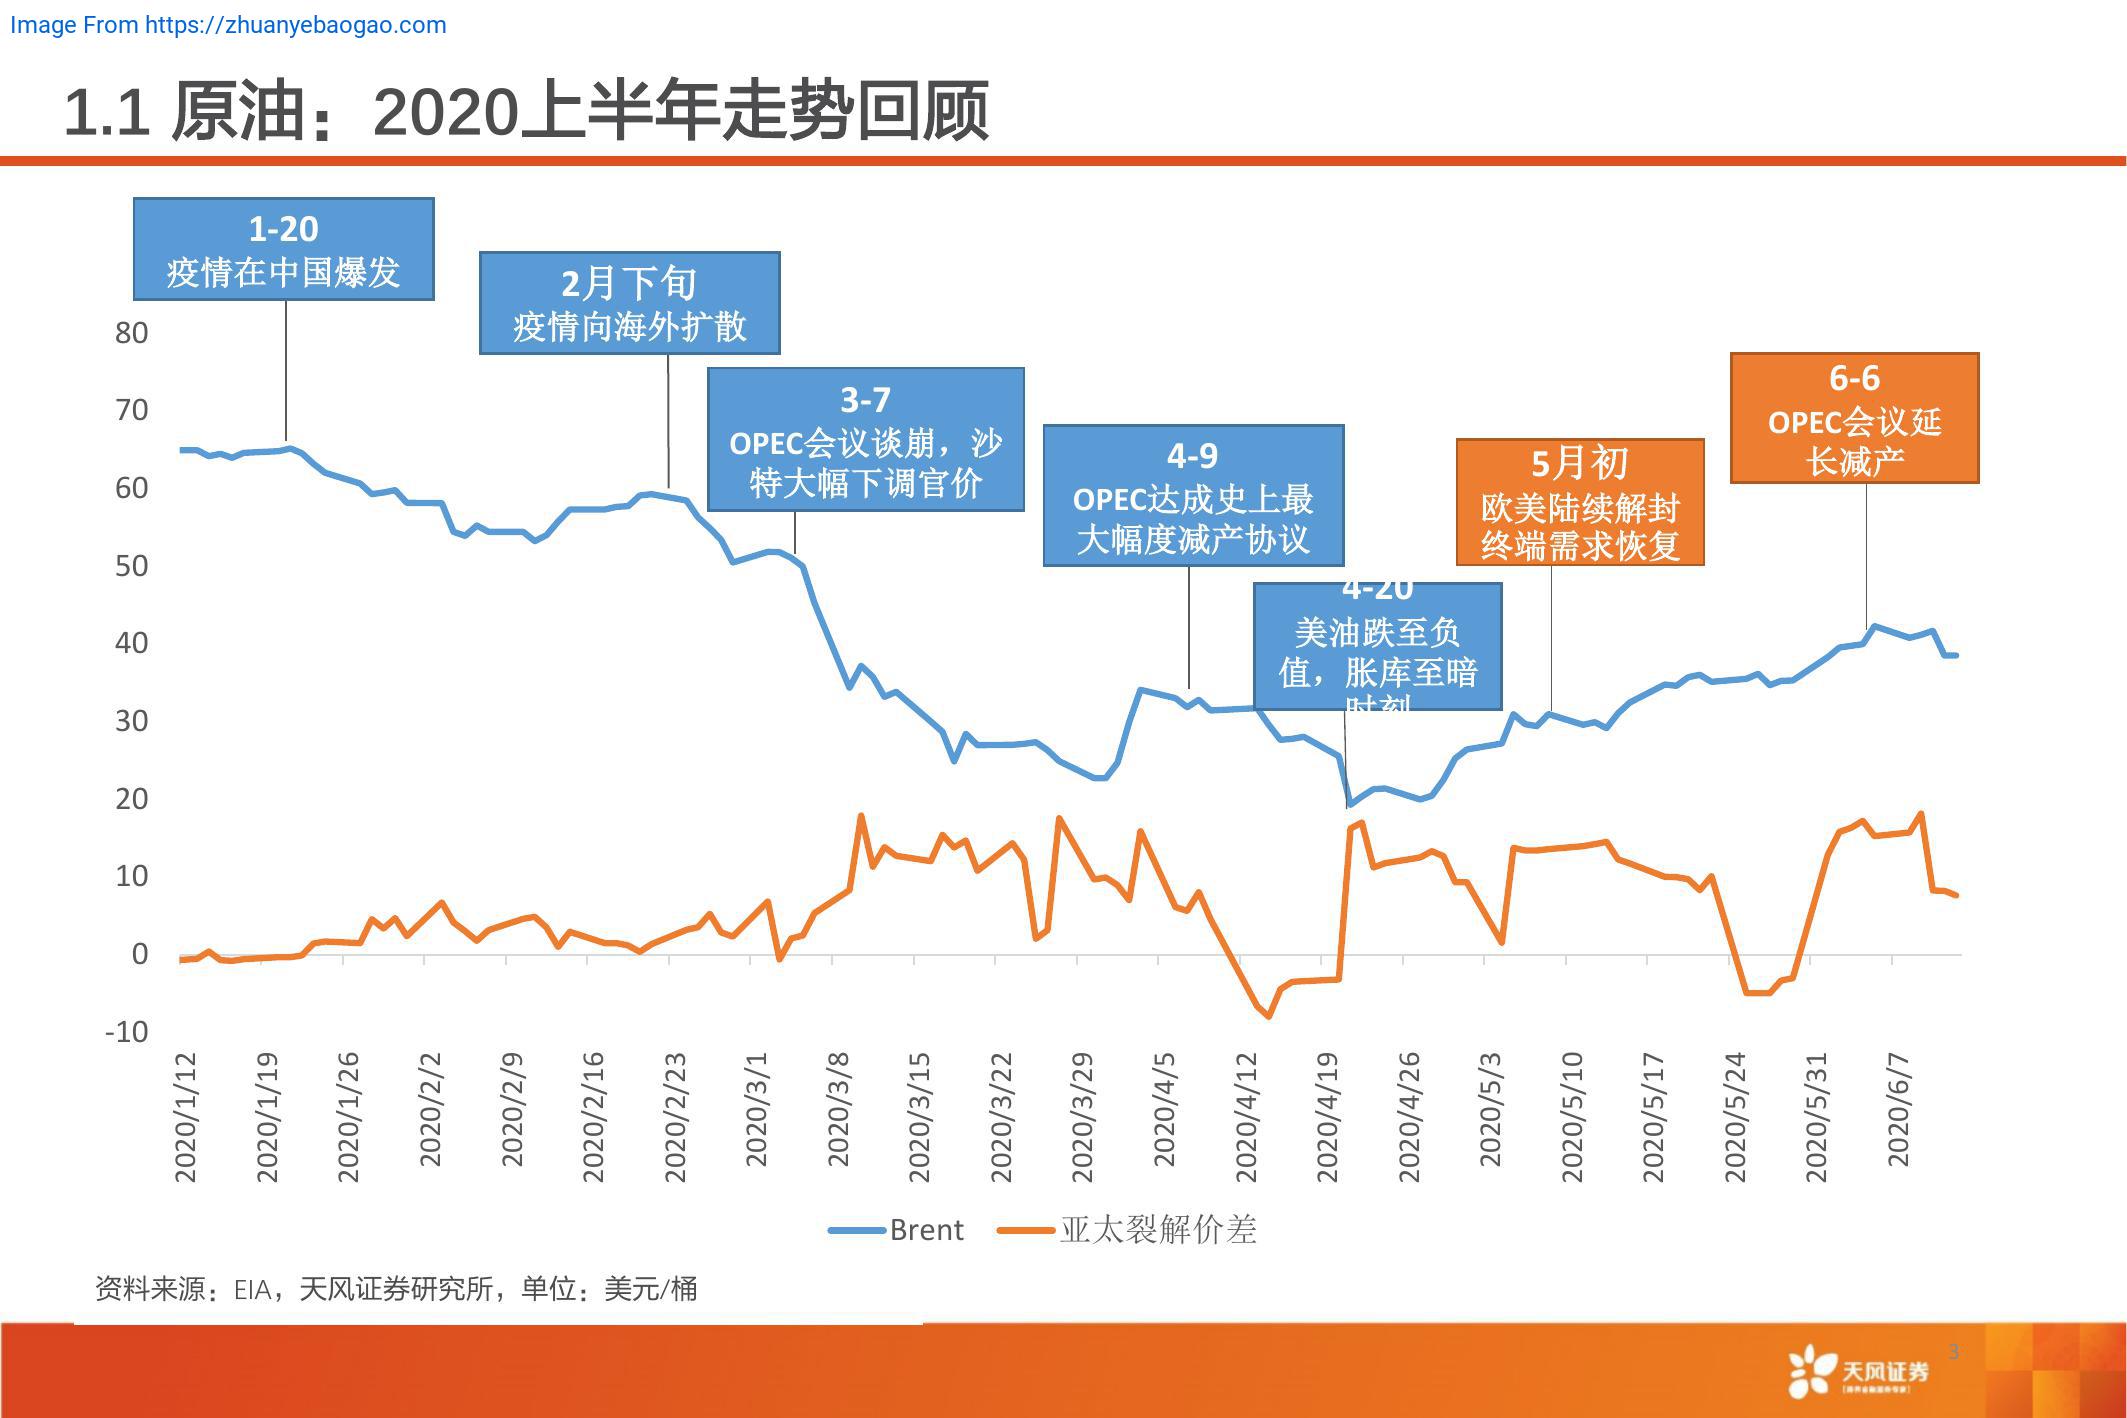 Image From https://zhuanyebaogao.com
1.1 原油：2020上半年走势回顾
1-20
疫情在中国爆发
2月下旬
疫情向海外扩散
3-7
OPEC会议谈崩，沙
特大幅下调官价
4-9
OPEC达成史上最
大幅度减产协议
4-20
美油跌至负
值，胀库至暗
时刻
5月初
欧美陆续解封
终端需求恢复
6-6
OPEC会议延
长减产
80
70
60
50
40
30
20
10
0
-10
2020/1/12
2020/1/19
2020/1/26
2020/2/2
2020/2/9
2020/2/16
2020/2/23
2020/3/1
2020/3/8
2020/3/15
2020/3/22
2020/3/29
2020/4/5
2020/4/12
2020/4/19
2020/4/26
2020/5/3
2020/5/10
2020/5/17
2020/5/24
2020/5/31
2020/6/7
Brent
亚太裂解价差
资料来源：EIA，天风证券研究所，单位：美元/桶
天风证券
3